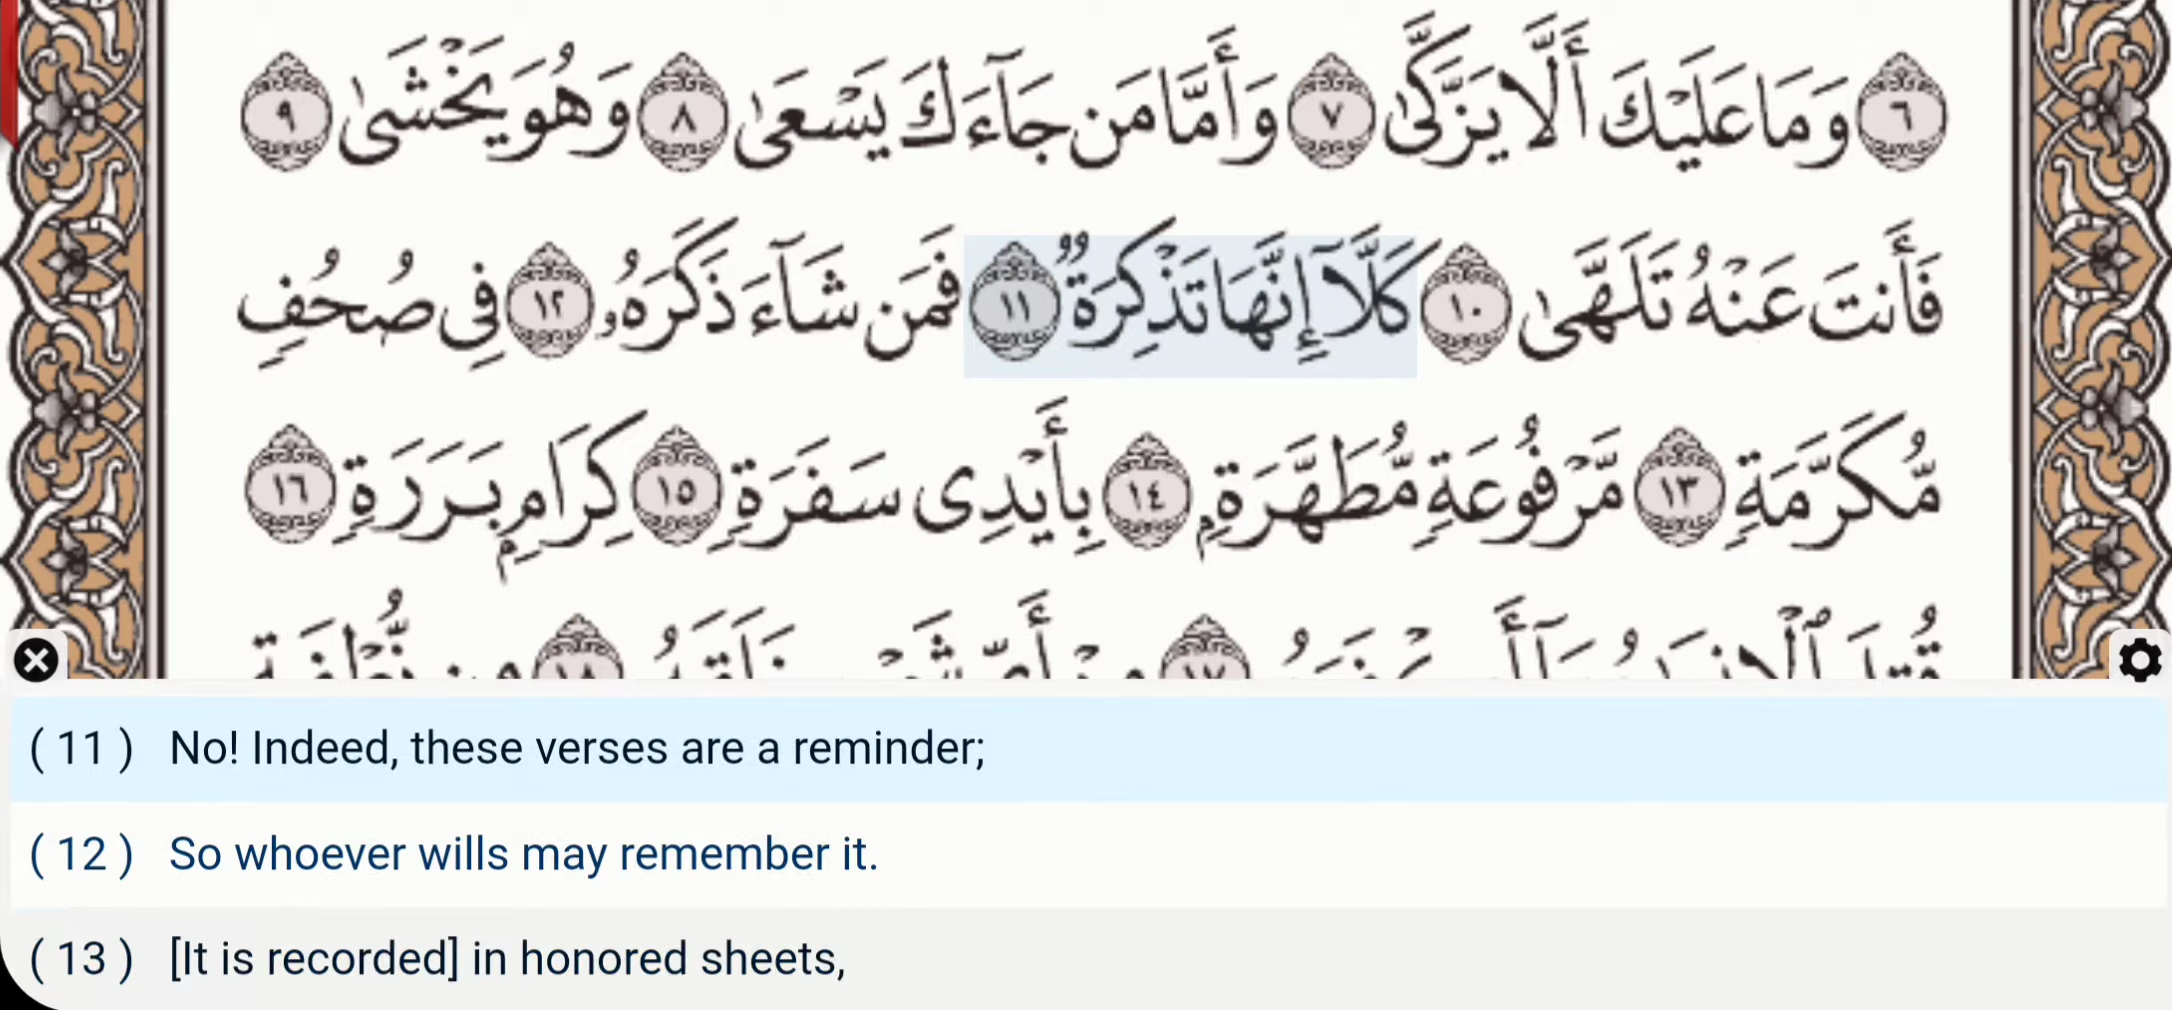 ٦ وَمَا عَلَيْكَ أَلَّا يَزَّكَّىٰ ٧ وَأَمَّا مَن جَآءَكَ يَسْعَىٰ ٨ وَهُوَ يَخْشَىٰ ٩
فَأَنتَ عَنْهُ تَلَهَّىٰ ١٠ كَلَّآ إِنَّهَا تَذْكِرَةٌ ١١ فَمَن شَآءَ ذَكَرَهُۥ ١٢ فِى صُحُفٍ
مُّكَرَّمَةٍ ١٣ مَّرْفُوعَةٍ مُّطَهَّرَةٍۭ ١٤ بِأَيْدِى سَفَرَةٍ ١٥ كِرَامٍۭ بَرَرَةٍ ١٦
( 11 ) No! Indeed, these verses are a reminder;
( 12 ) So whoever wills may remember it.
( 13 ) [It is recorded] in honored sheets,